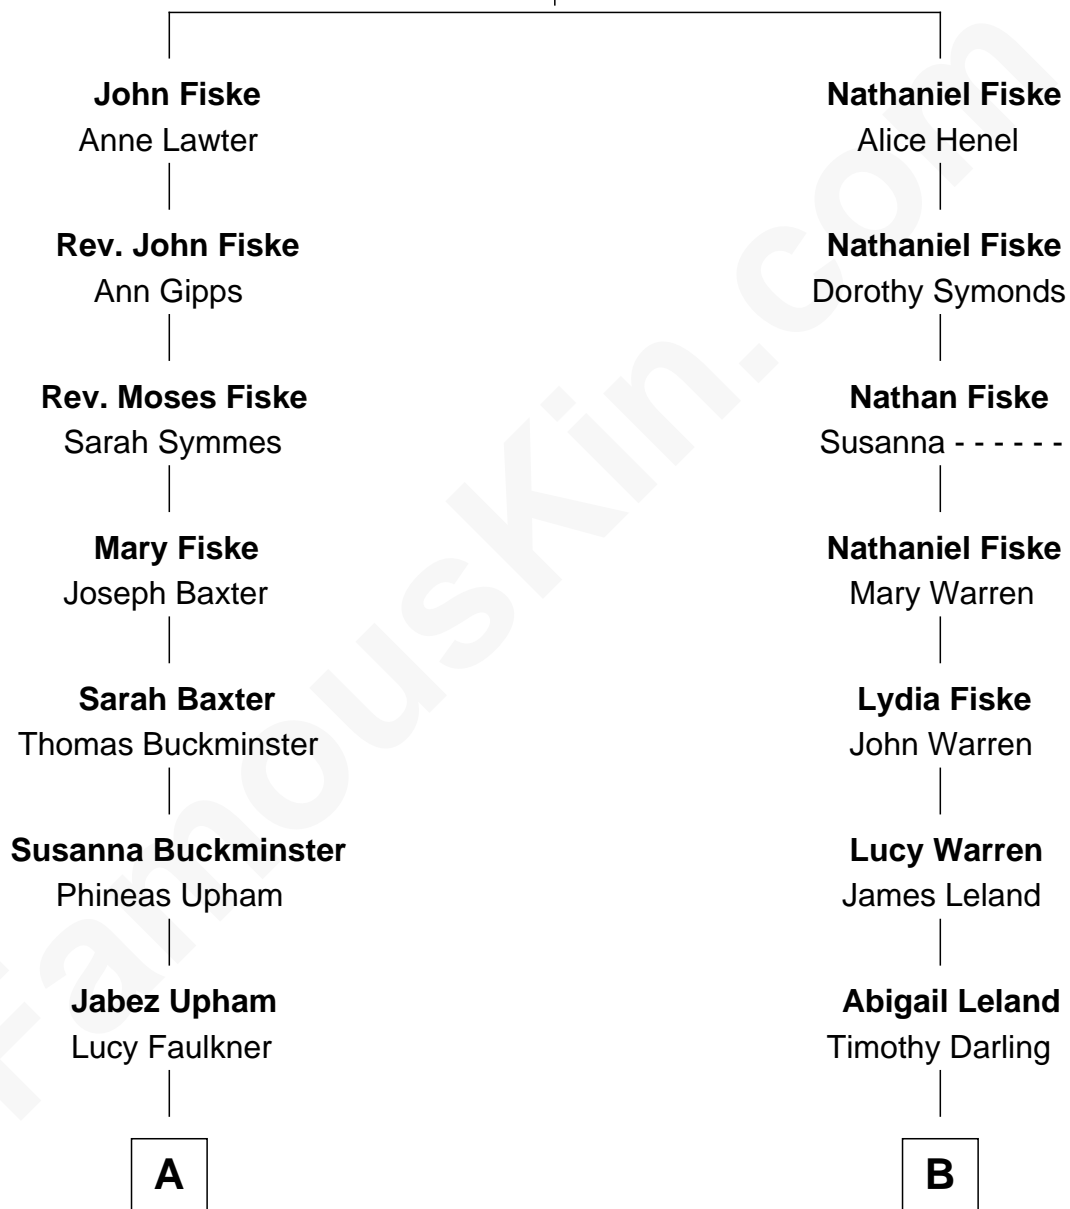 John Fiske
Anne Lawter
Rev. John Fiske
Ann Gipps
Rev. Moses Fiske
Sarah Symmes
Mary Fiske
Joseph Baxter
Sarah Baxter
Thomas Buckminster
Susanna Buckminster
Phineas Upham
Jabez Upham
Lucy Faulkner
A
Nathaniel Fiske
Alice Henel
Nathaniel Fiske
Dorothy Symonds
Nathan Fiske
Susanna - - - - - -
Nathaniel Fiske
Mary Warren
Lydia Fiske
John Warren
Lucy Warren
James Leland
Abigail Leland
Timothy Darling
B
FamousKin.com